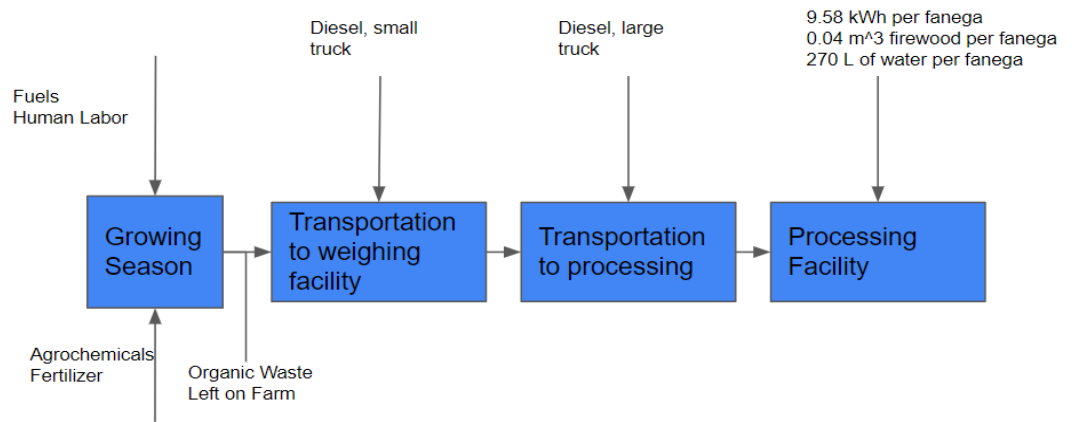 Diesel, small
truck
Diesel, large
truck
9.58 kWh per fanega
0.04 m^3 firewood per fanega
270 L of water per fanega
Fuels
Human Labor
Growing
Season
Transportation
to weighing
facility
Transportation
to processing
Processing
Facility
Agrochemicals
Fertilizer
Organic Waste
Left on Farm